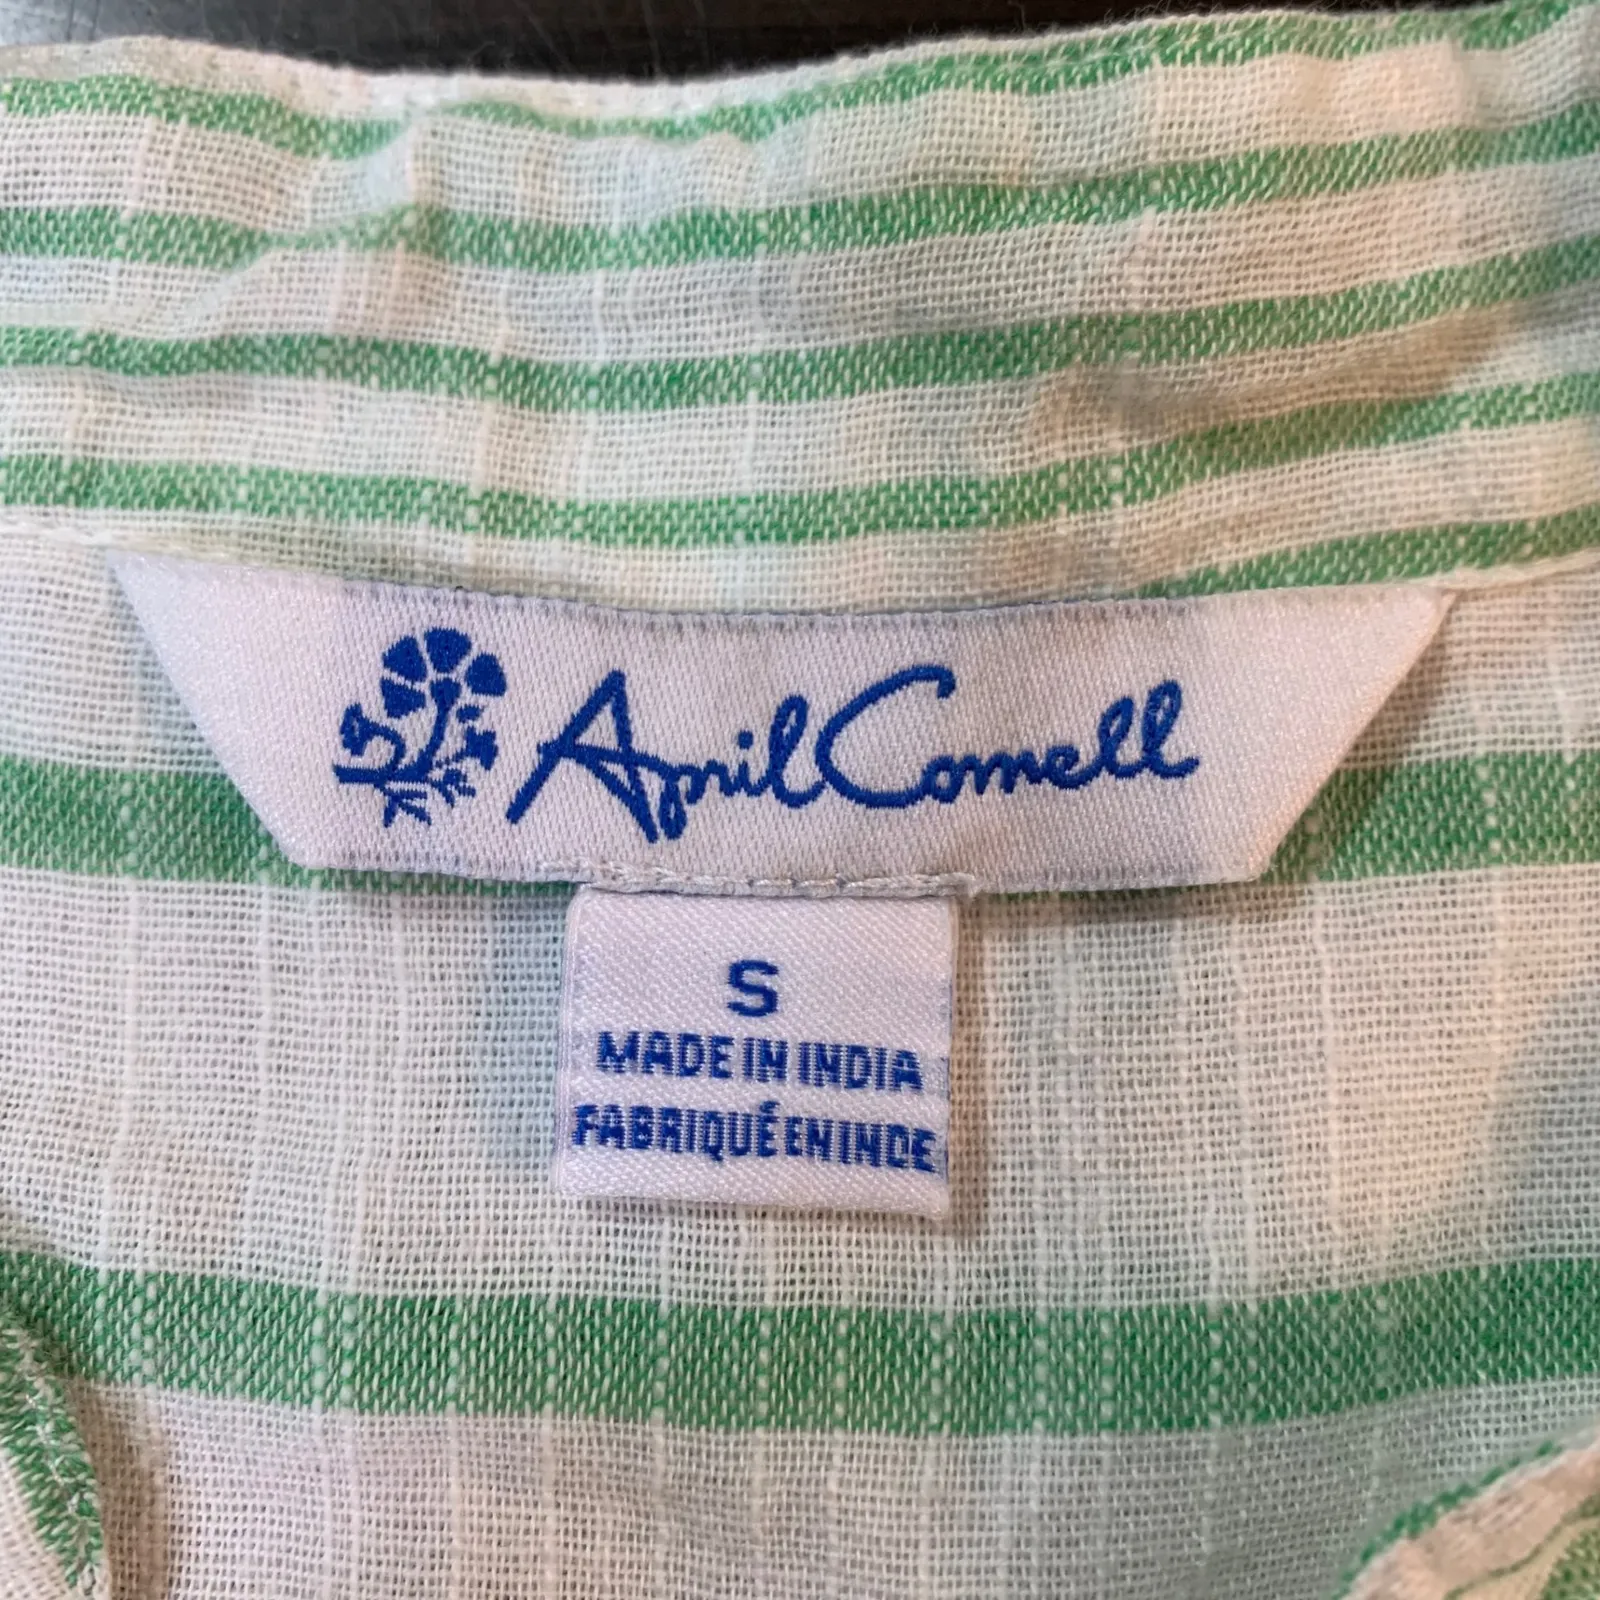 April Cornell
S
MADE IN INDIA
FABRIQUÉ EN INDE